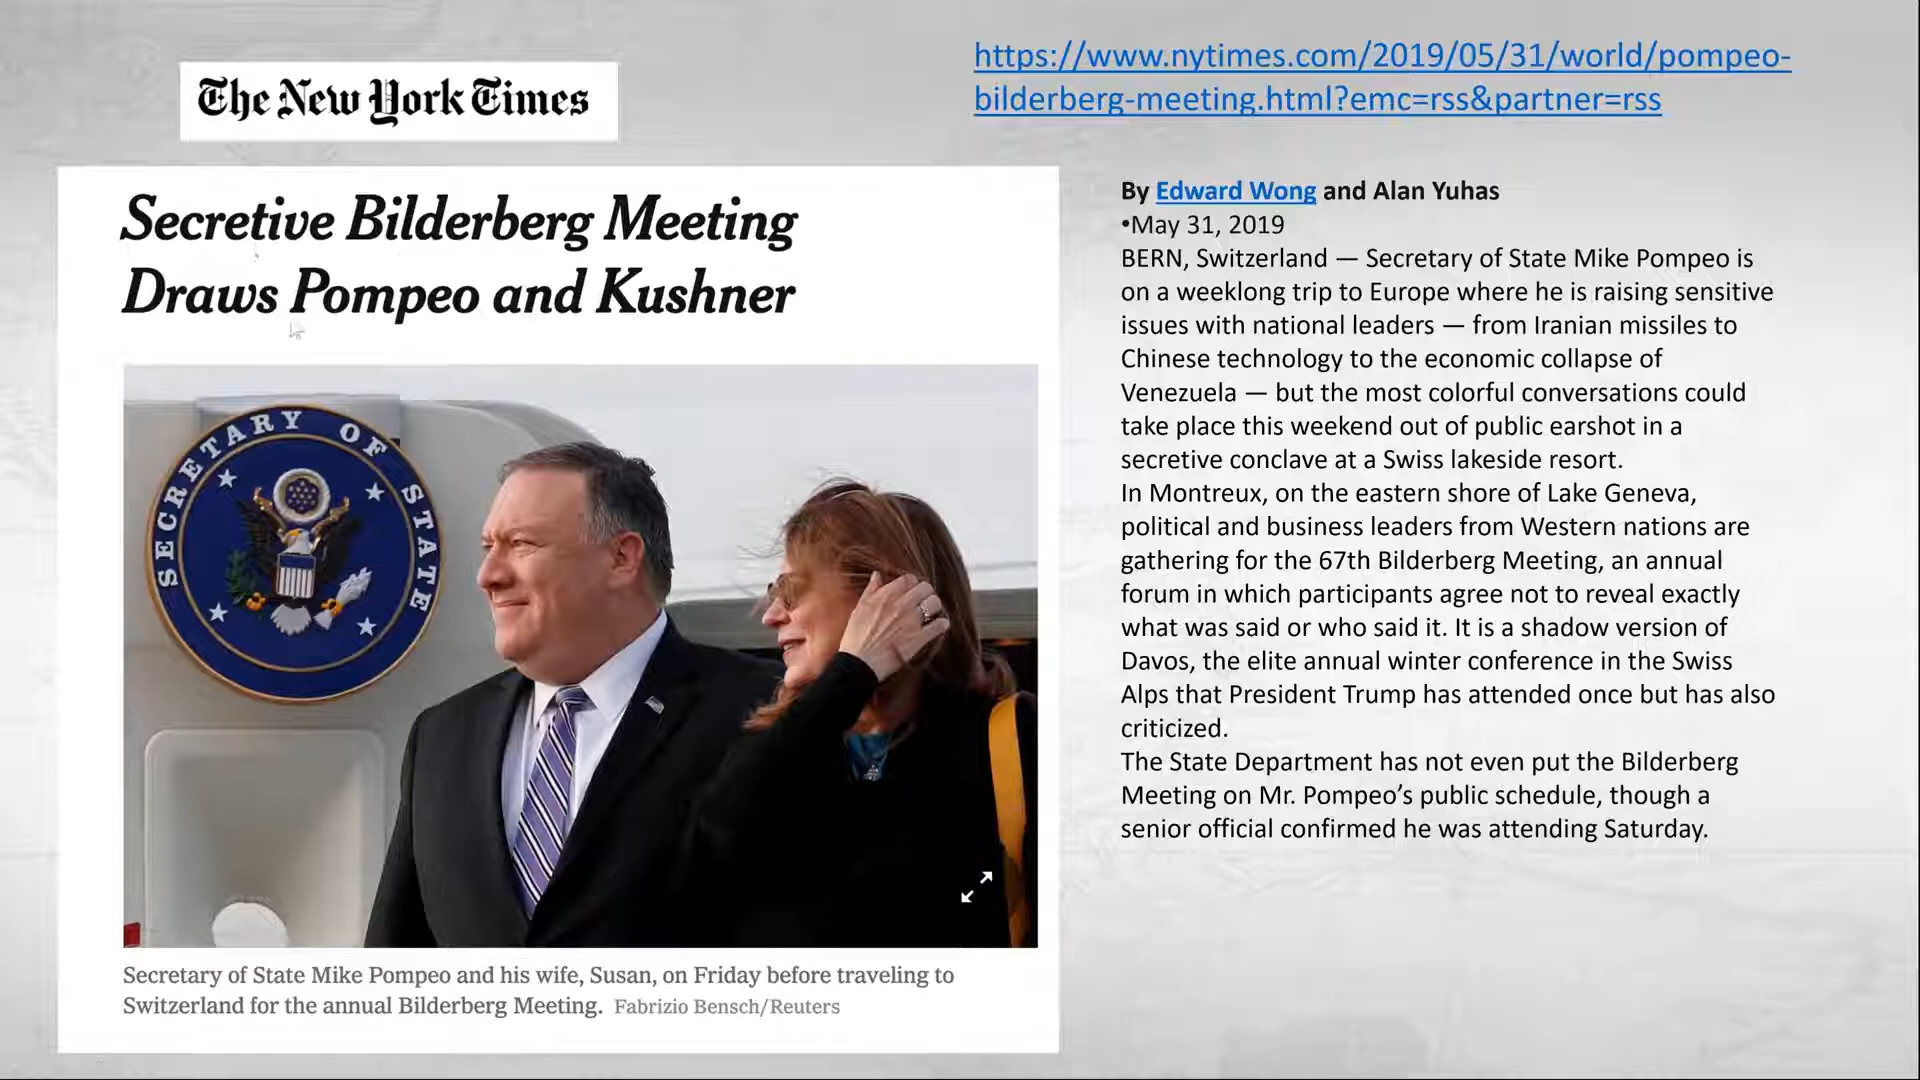 The New York Times
https://www.nytimes.com/2019/05/31/world/pompeo-
bilderberg-meeting.html?emc=rss&partner=rss
Secretive Bilderberg Meeting
Draws Pompeo and Kushner
SECRETARY OF STATE
Secretary of State Mike Pompeo and his wife, Susan, on Friday before traveling to
Switzerland for the annual Bilderberg Meeting. Fabrizio Bensch/Reuters
By Edward Wong and Alan Yuhas
•May 31, 2019
BERN, Switzerland — Secretary of State Mike Pompeo is
on a weeklong trip to Europe where he is raising sensitive
issues with national leaders — from Iranian missiles to
Chinese technology to the economic collapse of
Venezuela — but the most colorful conversations could
take place this weekend out of public earshot in a
secretive conclave at a Swiss lakeside resort.
In Montreux, on the eastern shore of Lake Geneva,
political and business leaders from Western nations are
gathering for the 67th Bilderberg Meeting, an annual
forum in which participants agree not to reveal exactly
what was said or who said it. It is a shadow version of
Davos, the elite annual winter conference in the Swiss
Alps that President Trump has attended once but has also
criticized.
The State Department has not even put the Bilderberg
Meeting on Mr. Pompeo’s public schedule, though a
senior official confirmed he was attending Saturday.